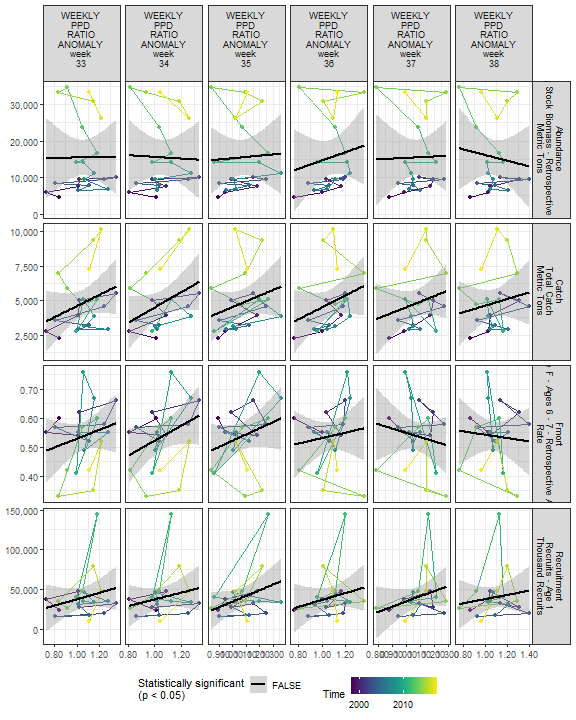 WEEKLY WEEKLY WEEKLY WEEKLY WEEKLY WEEKLY
PPD PPD PPD PPD PPD PPD
RATIO RATIO RATIO RATIO RATIO RATIO
ANOMALY ANOMALY ANOMALY ANOMALY ANOMALY ANOMALY
week week week week week week
33 34 35 36 37 38
30,000
20,000
10,000
0
Abundance
Stock Biomass - Retrospective
Metric Tons
10,000
7,500
5,000
2,500
Catch
Total Catch
Metric Tons
0.70
0.60
0.50
0.40
Fmort
F - Ages 6 - 7 - Retrospective
Rate
150,000
100,000
50,000
0
Recruitment
Recruits - Age 1
Thousand Recruits
0.80 1.00 1.20 0.80 1.00 1.20 0.80 1.00 1.20 0.80 1.00 1.20 1.40
Statistically significant
(p < 0.05)
FALSE
Time
2000 2010